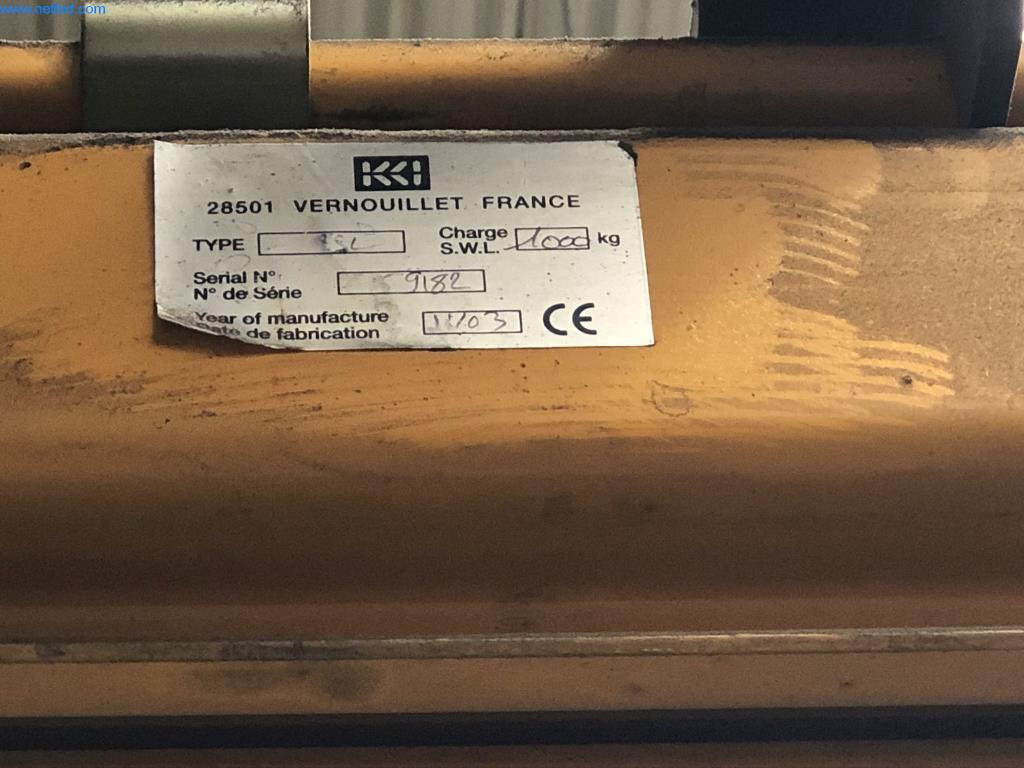 www.netbid.com
KKI
28501 VERNOUILLET FRANCE
TYPE
Charge
S.W.L. 1000 kg
Serial N°
N° de Série 9182
Year of manufacture
Date de fabrication 11/03 CE